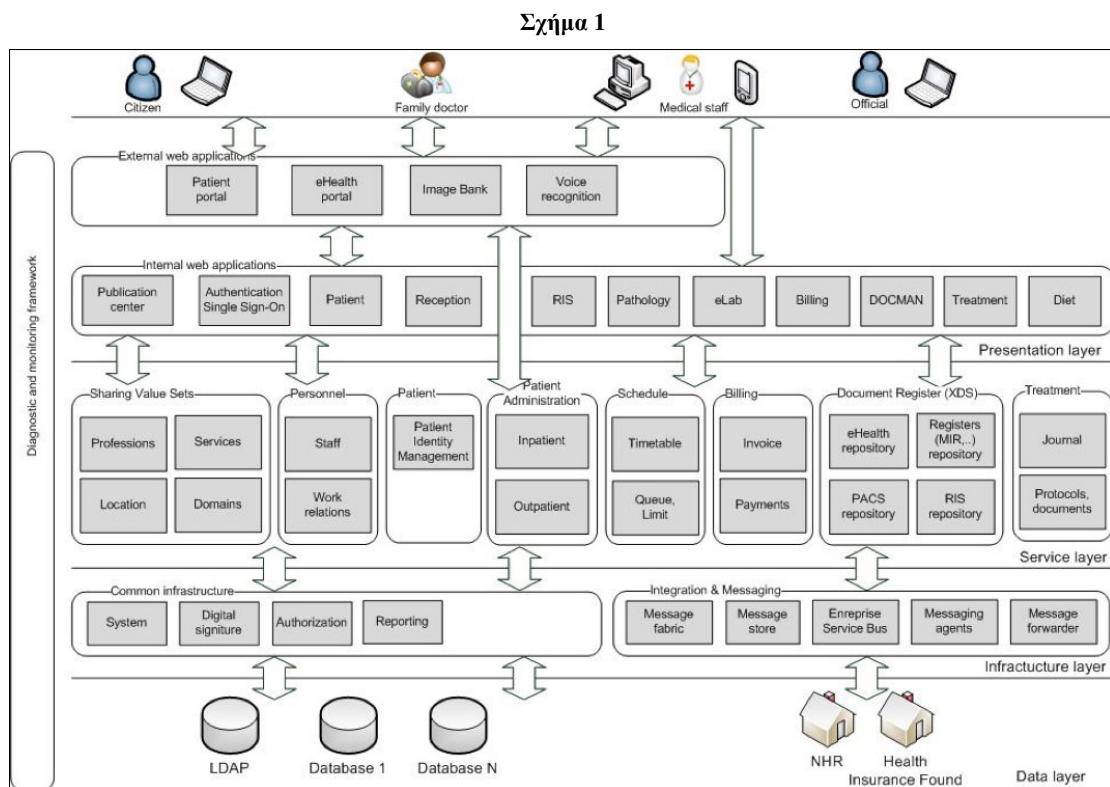 Σχήμα 1
Citizen
Family doctor
Medical staff
Official
External web applications
Patient
portal
eHealth
portal
Image Bank
Voice
recognition
Internal web applications
Publication
center
Authentication
Single Sign-On
Patient
Reception
RIS
Pathology
eLab
Billing
DOCMAN
Treatment
Diet
Presentation layer
Diagnostic and monitoring framework
Sharing Value Sets
Professions
Services
Location
Domains
Personnel
Staff
Work
relations
Patient
Patient
Identity
Management
Patient
Administration
Inpatient
Outpatient
Schedule
Timetable
Queue,
Limit
Billing
Invoice
Payments
Document Register (XDS)
eHealth
repository
Registers
(MIR,..)
repository
PACS
repository
RIS
repository
Treatment
Journal
Protocols,
documents
Service layer
Common infrastructure
System
Digital
signiture
Authorization
Reporting
Integration & Messaging
Message
fabric
Message
store
Enreprise
Service Bus
Messaging
agents
Message
forwarder
Infractucture layer
LDAP
Database 1
Database N
NHR
Health
Insurance Found
Data layer